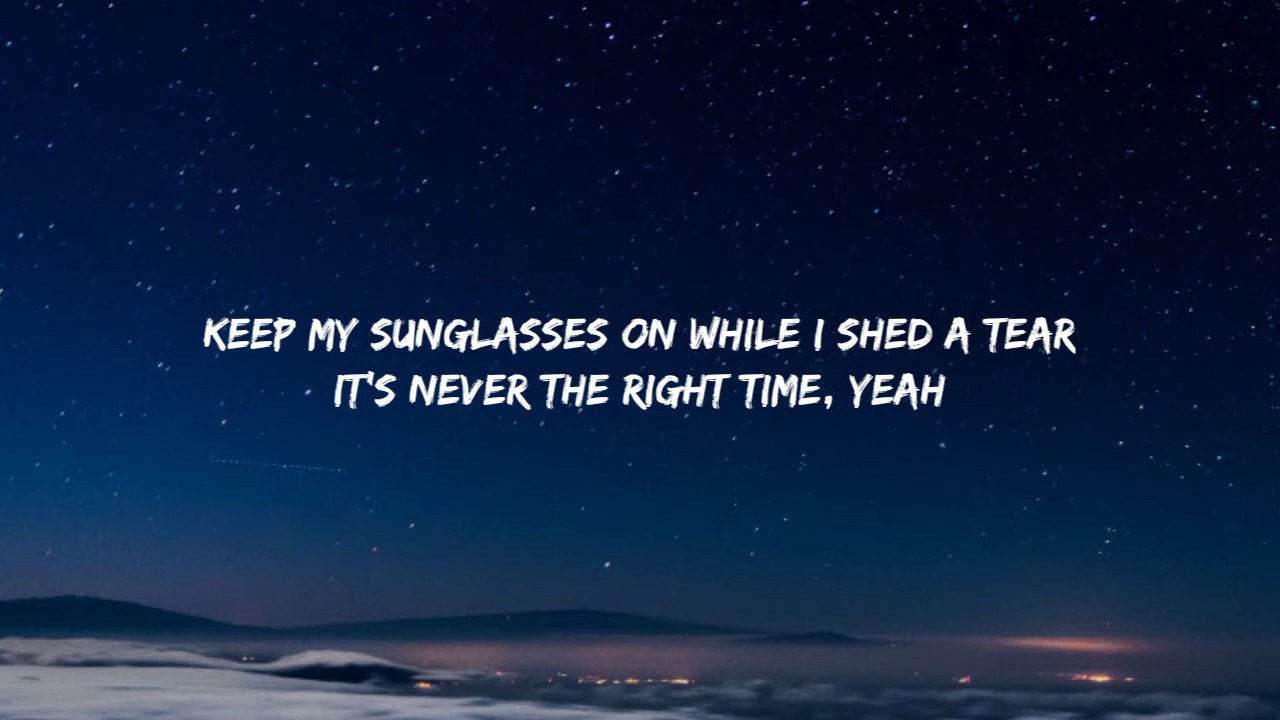 KEEP MY SUNGLASSES ON WHILE I SHED A TEAR
IT'S NEVER THE RIGHT TIME, YEAH